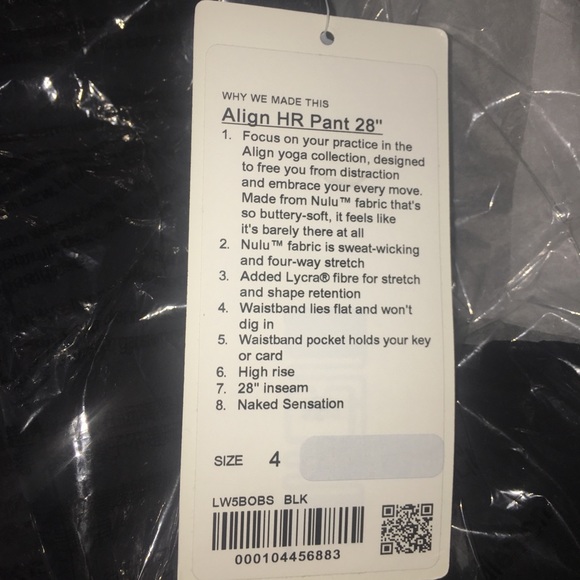 WHY WE MADE THIS
Align HR Pant 28"
1. Focus on your practice in the
Align yoga collection, designed
to free you from distraction
and embrace your every move.
Made from Nulu™ fabric that's
so buttery-soft, it feels like
it's barely there at all
2. Nulu™ fabric is sweat-wicking
and four-way stretch
3. Added Lycra® fibre for stretch
and shape retention
4. Waistband lies flat and won't
dig in
5. Waistband pocket holds your key
or card
6. High rise
7. 28" inseam
8. Naked Sensation
SIZE 4
LW5BOBS BLK
000104456883